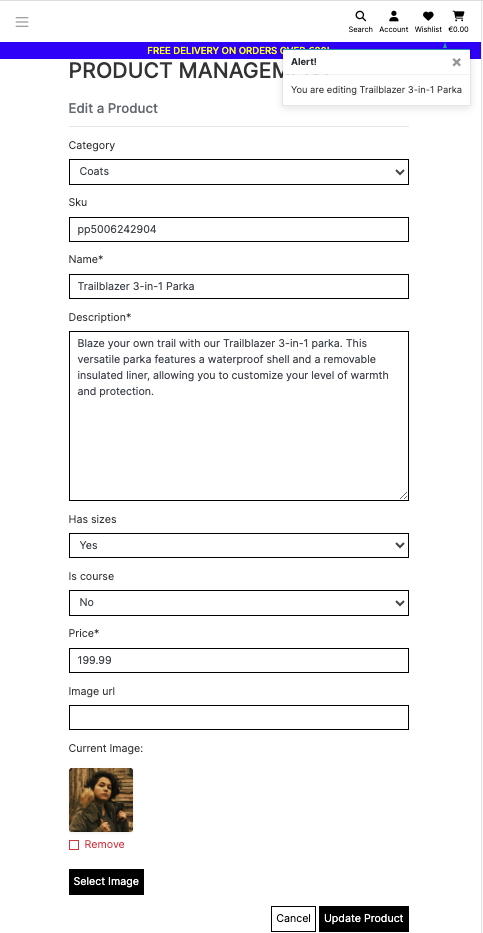 Search Account Wishlist €0.00
FREE DELIVERY ON ORDERS OVER
PRODUCT
Alert!
×
You are editing Trailblazer 3-in-1 Parka
Edit a Product
Category
Coats
Sku
pp5006242904
Name*
Trailblazer 3-in-1 Parka
Description*
Blaze your own trail with our Trailblazer 3-in-1 parka. This
versatile parka features a waterproof shell and a removable
insulated liner, allowing you to customize your level of warmth
and protection.
Has sizes
Yes
Is course
No
Price*
199.99
Image url
Current Image:
Remove
Select Image
Cancel Update Product